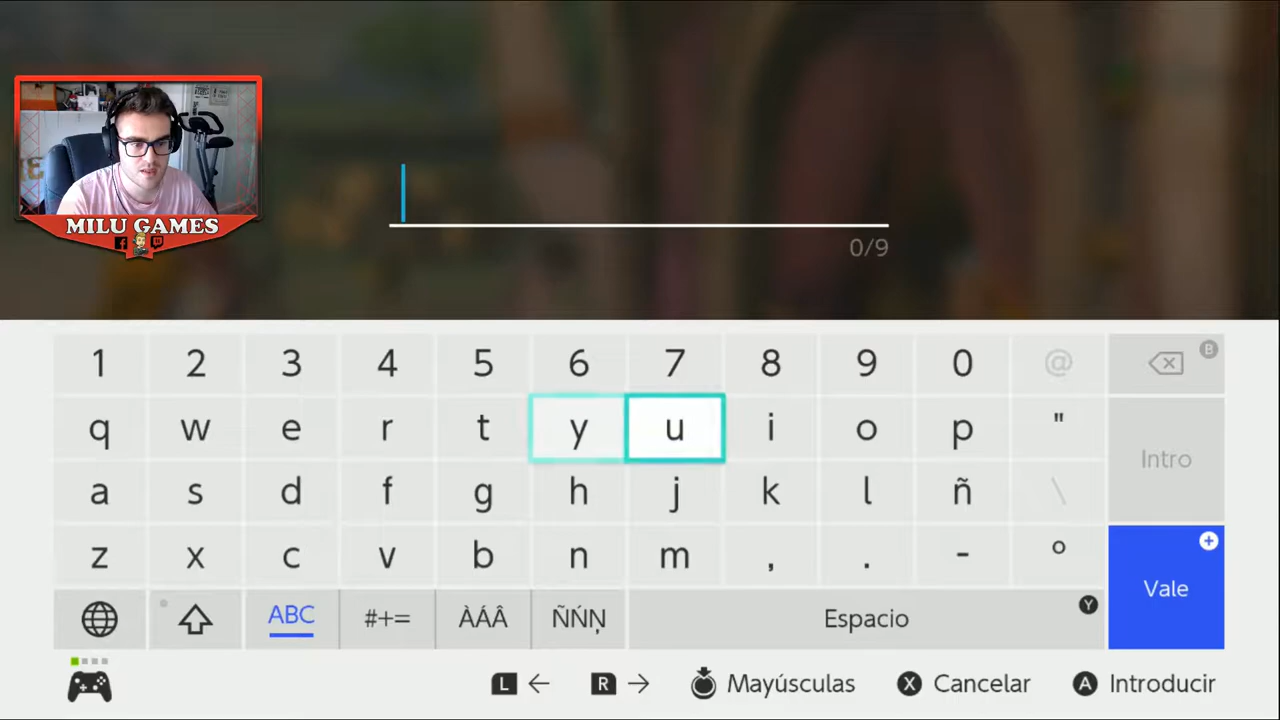 MILU GAMES
0/9
1 2 3 4 5 6 7 8 9 0 @ B
q w e r t y u i o p "
Intro
a s d f g h j k l ñ \
z x c v b n m , . - º
Vale
ABC #+= ÀÁÂ ÑŃŅ Espacio Y
L ← R → Mayúsculas X Cancelar A Introducir